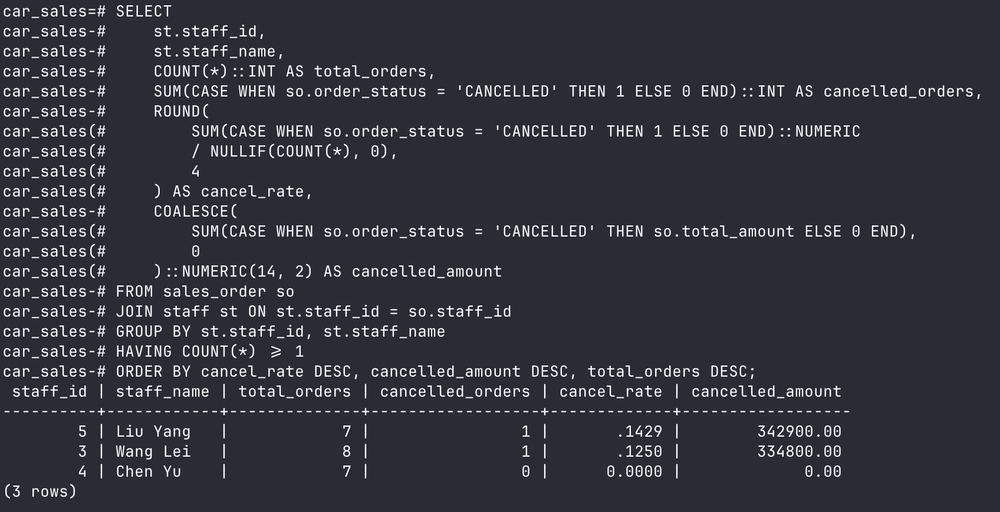 car_sales=# SELECT
car_sales-#     st.staff_id,
car_sales-#     st.staff_name,
car_sales-#     COUNT(*)::INT AS total_orders,
car_sales-#     SUM(CASE WHEN so.order_status = 'CANCELLED' THEN 1 ELSE 0 END)::INT AS cancelled_orders,
car_sales-#     ROUND(
car_sales(#         SUM(CASE WHEN so.order_status = 'CANCELLED' THEN 1 ELSE 0 END)::NUMERIC
car_sales(#         / NULLIF(COUNT(*), 0),
car_sales(#         4
car_sales(#     ) AS cancel_rate,
car_sales-#     COALESCE(
car_sales(#         SUM(CASE WHEN so.order_status = 'CANCELLED' THEN so.total_amount ELSE 0 END),
car_sales(#         0
car_sales(#     )::NUMERIC(14, 2) AS cancelled_amount
car_sales-# FROM sales_order so
car_sales-# JOIN staff st ON st.staff_id = so.staff_id
car_sales-# GROUP BY st.staff_id, st.staff_name
car_sales-# HAVING COUNT(*) >= 1
car_sales-# ORDER BY cancel_rate DESC, cancelled_amount DESC, total_orders DESC;
 staff_id | staff_name | total_orders | cancelled_orders | cancel_rate | cancelled_amount
----------+------------+--------------+------------------+-------------+------------------
        5 | Liu Yang   |            7 |                1 |       .1429 |        342900.00
        3 | Wang Lei   |            8 |                1 |       .1250 |        334800.00
        4 | Chen Yu    |            7 |                0 |      0.0000 |             0.00
(3 rows)